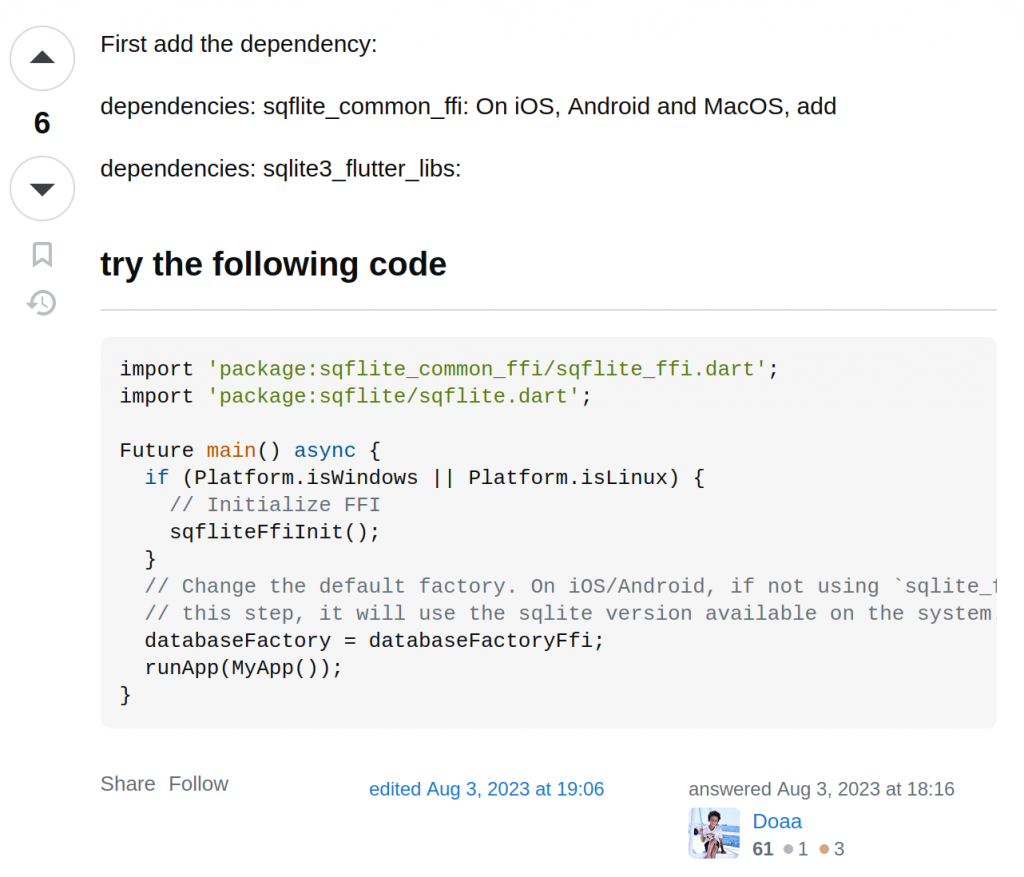 First add the dependency:
6
dependencies: sqflite_common_ffi: On iOS, Android and MacOS, add
dependencies: sqlite3_flutter_libs:
try the following code
import 'package:sqflite_common_ffi/sqflite_ffi.dart';
import 'package:sqflite/sqflite.dart';
Future main() async {
  if (Platform.isWindows || Platform.isLinux) {
    // Initialize FFI
    sqfliteFfiInit();
  }
  // Change the default factory. On iOS/Android, if not using `sqlite_
  // this step, it will use the sqlite version available on the system.
  databaseFactory = databaseFactoryFfi;
  runApp(MyApp());
}
Share Follow
edited Aug 3, 2023 at 19:06
answered Aug 3, 2023 at 18:16
Doaa
61 1 3